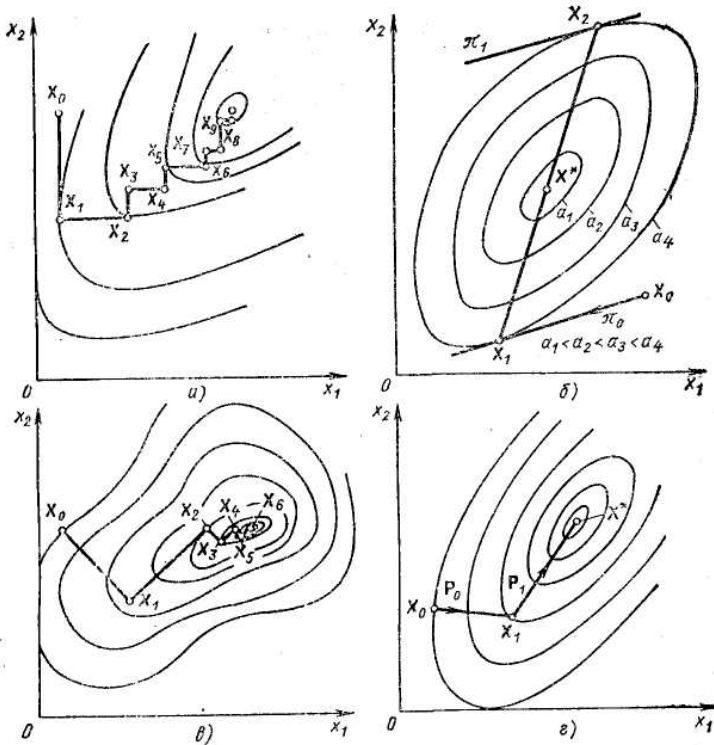 x₂
X₀
X₁
X₂
X₃
X₄
X₅
X₆
X₇
X₈
X₉
0
а)
x₁
x₂
π₁
X₂
X*
a₁
a₂
a₃
a₄
X₀
π₀
X₁
a₁<a₂<a₃<a₄
0
б)
x₁
x₂
X₀
X₁
X₂
X₃
X₄
X₅
X₆
0
в)
x₁
x₂
X*
P₁
P₀
X₀
X₁
0
г)
x₁